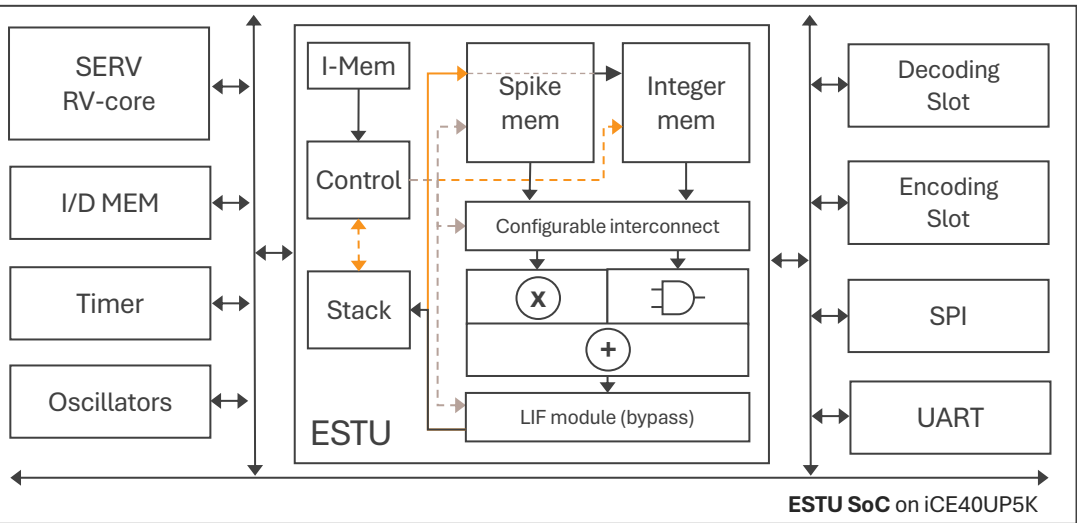 SERV
RV-core
I/D MEM
Timer
Oscillators
I-Mem
Control
Stack
ESTU
Spike
mem
Integer
mem
Configurable interconnect
x
+
LIF module (bypass)
Decoding
Slot
Encoding
Slot
SPI
UART
ESTU SoC on iCE40UP5K